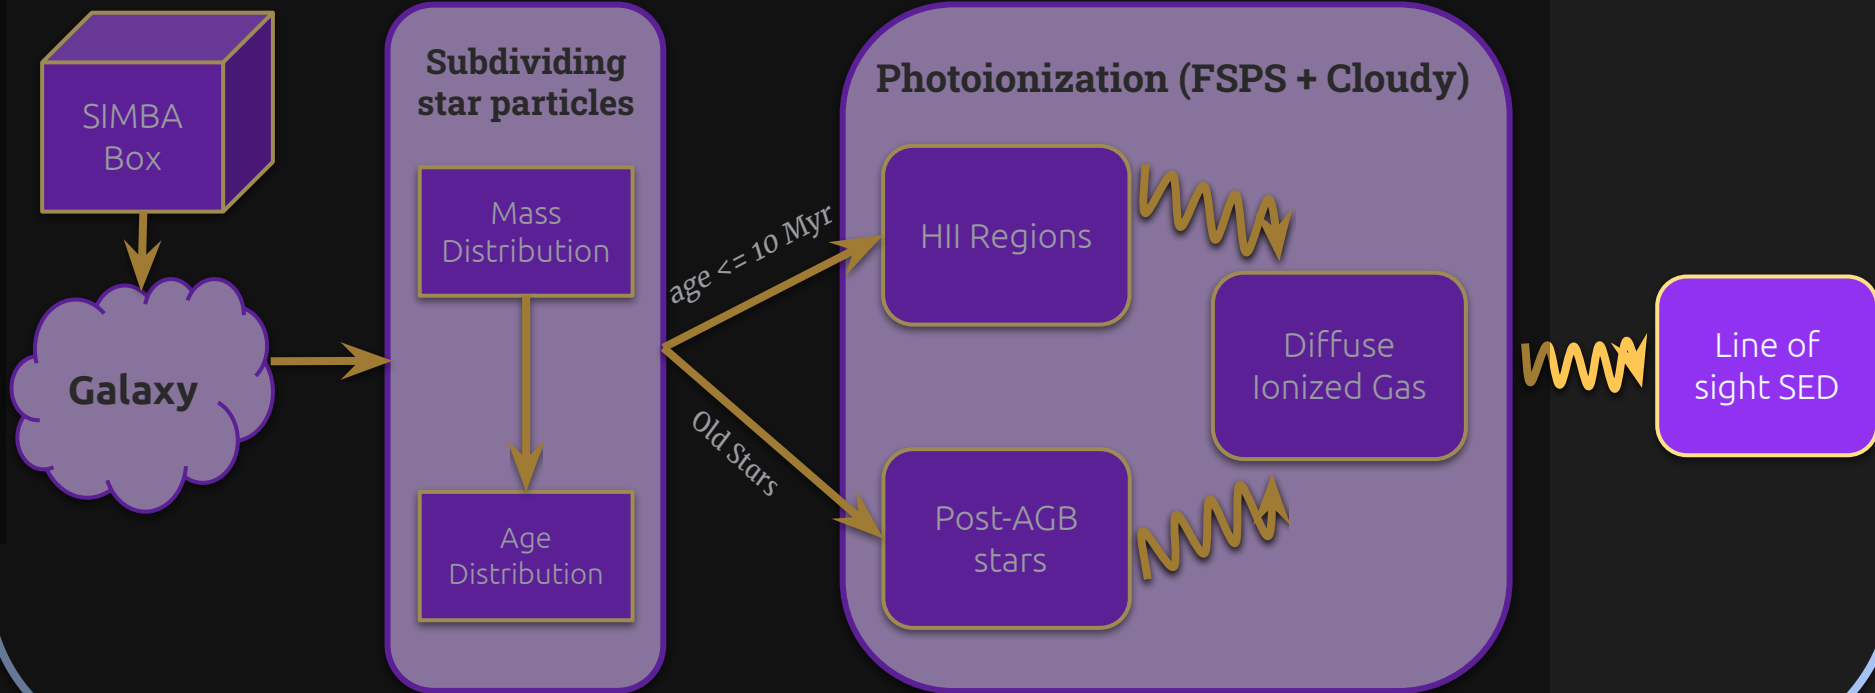 SIMBA
Box
Galaxy
Subdividing
star particles
Mass
Distribution
Age
Distribution
age <= 10 Myr
Old Stars
Photoionization (FSPS + Cloudy)
HII Regions
Diffuse
Ionized Gas
Post-AGB
stars
Line of
sight SED